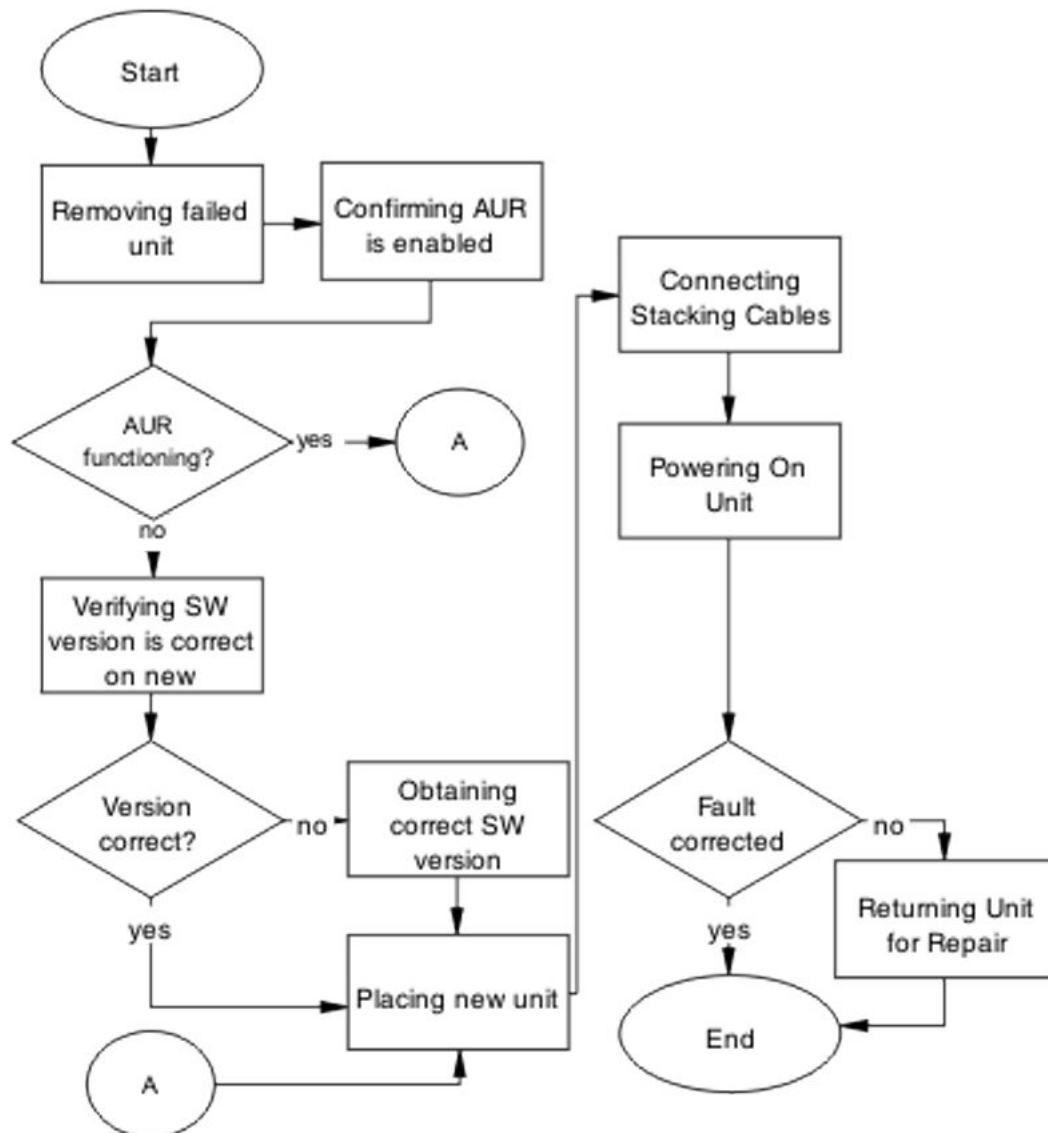 Start
Removing failed
unit
Confirming AUR
is enabled
AUR
functioning?
yes
A
no
Verifying SW
version is correct
on new
Version
correct?
no
Obtaining
correct SW
version
yes
Placing new unit
A
Connecting
Stacking Cables
Powering On
Unit
Fault
corrected
no
Returning Unit
for Repair
yes
End